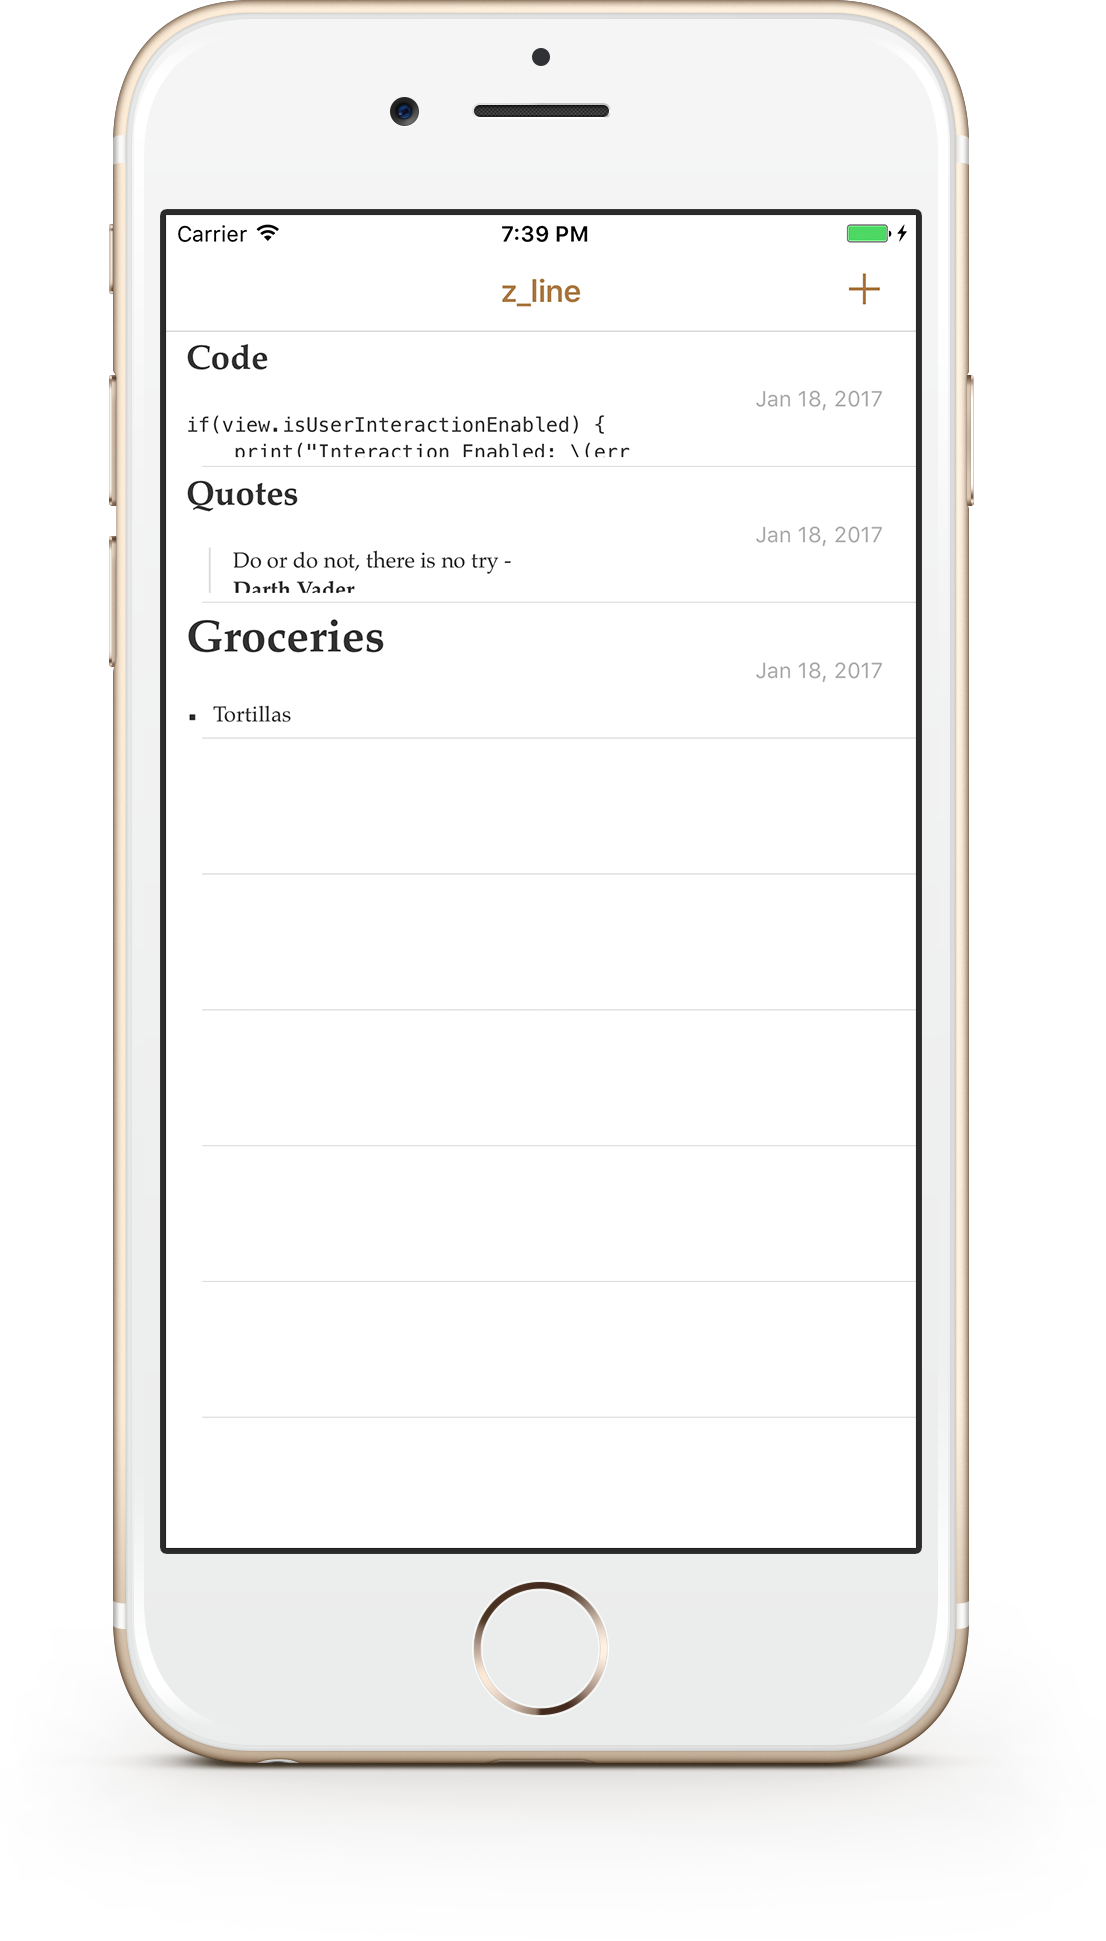 Carrier 7:39 PM
z_line
Code
Jan 18, 2017
if(view.isUserInteractionEnabled) {
    print("Interaction Enabled: \(err
Quotes
Jan 18, 2017
Do or do not, there is no try -
Darth Vader
Groceries
Jan 18, 2017
▪ Tortillas